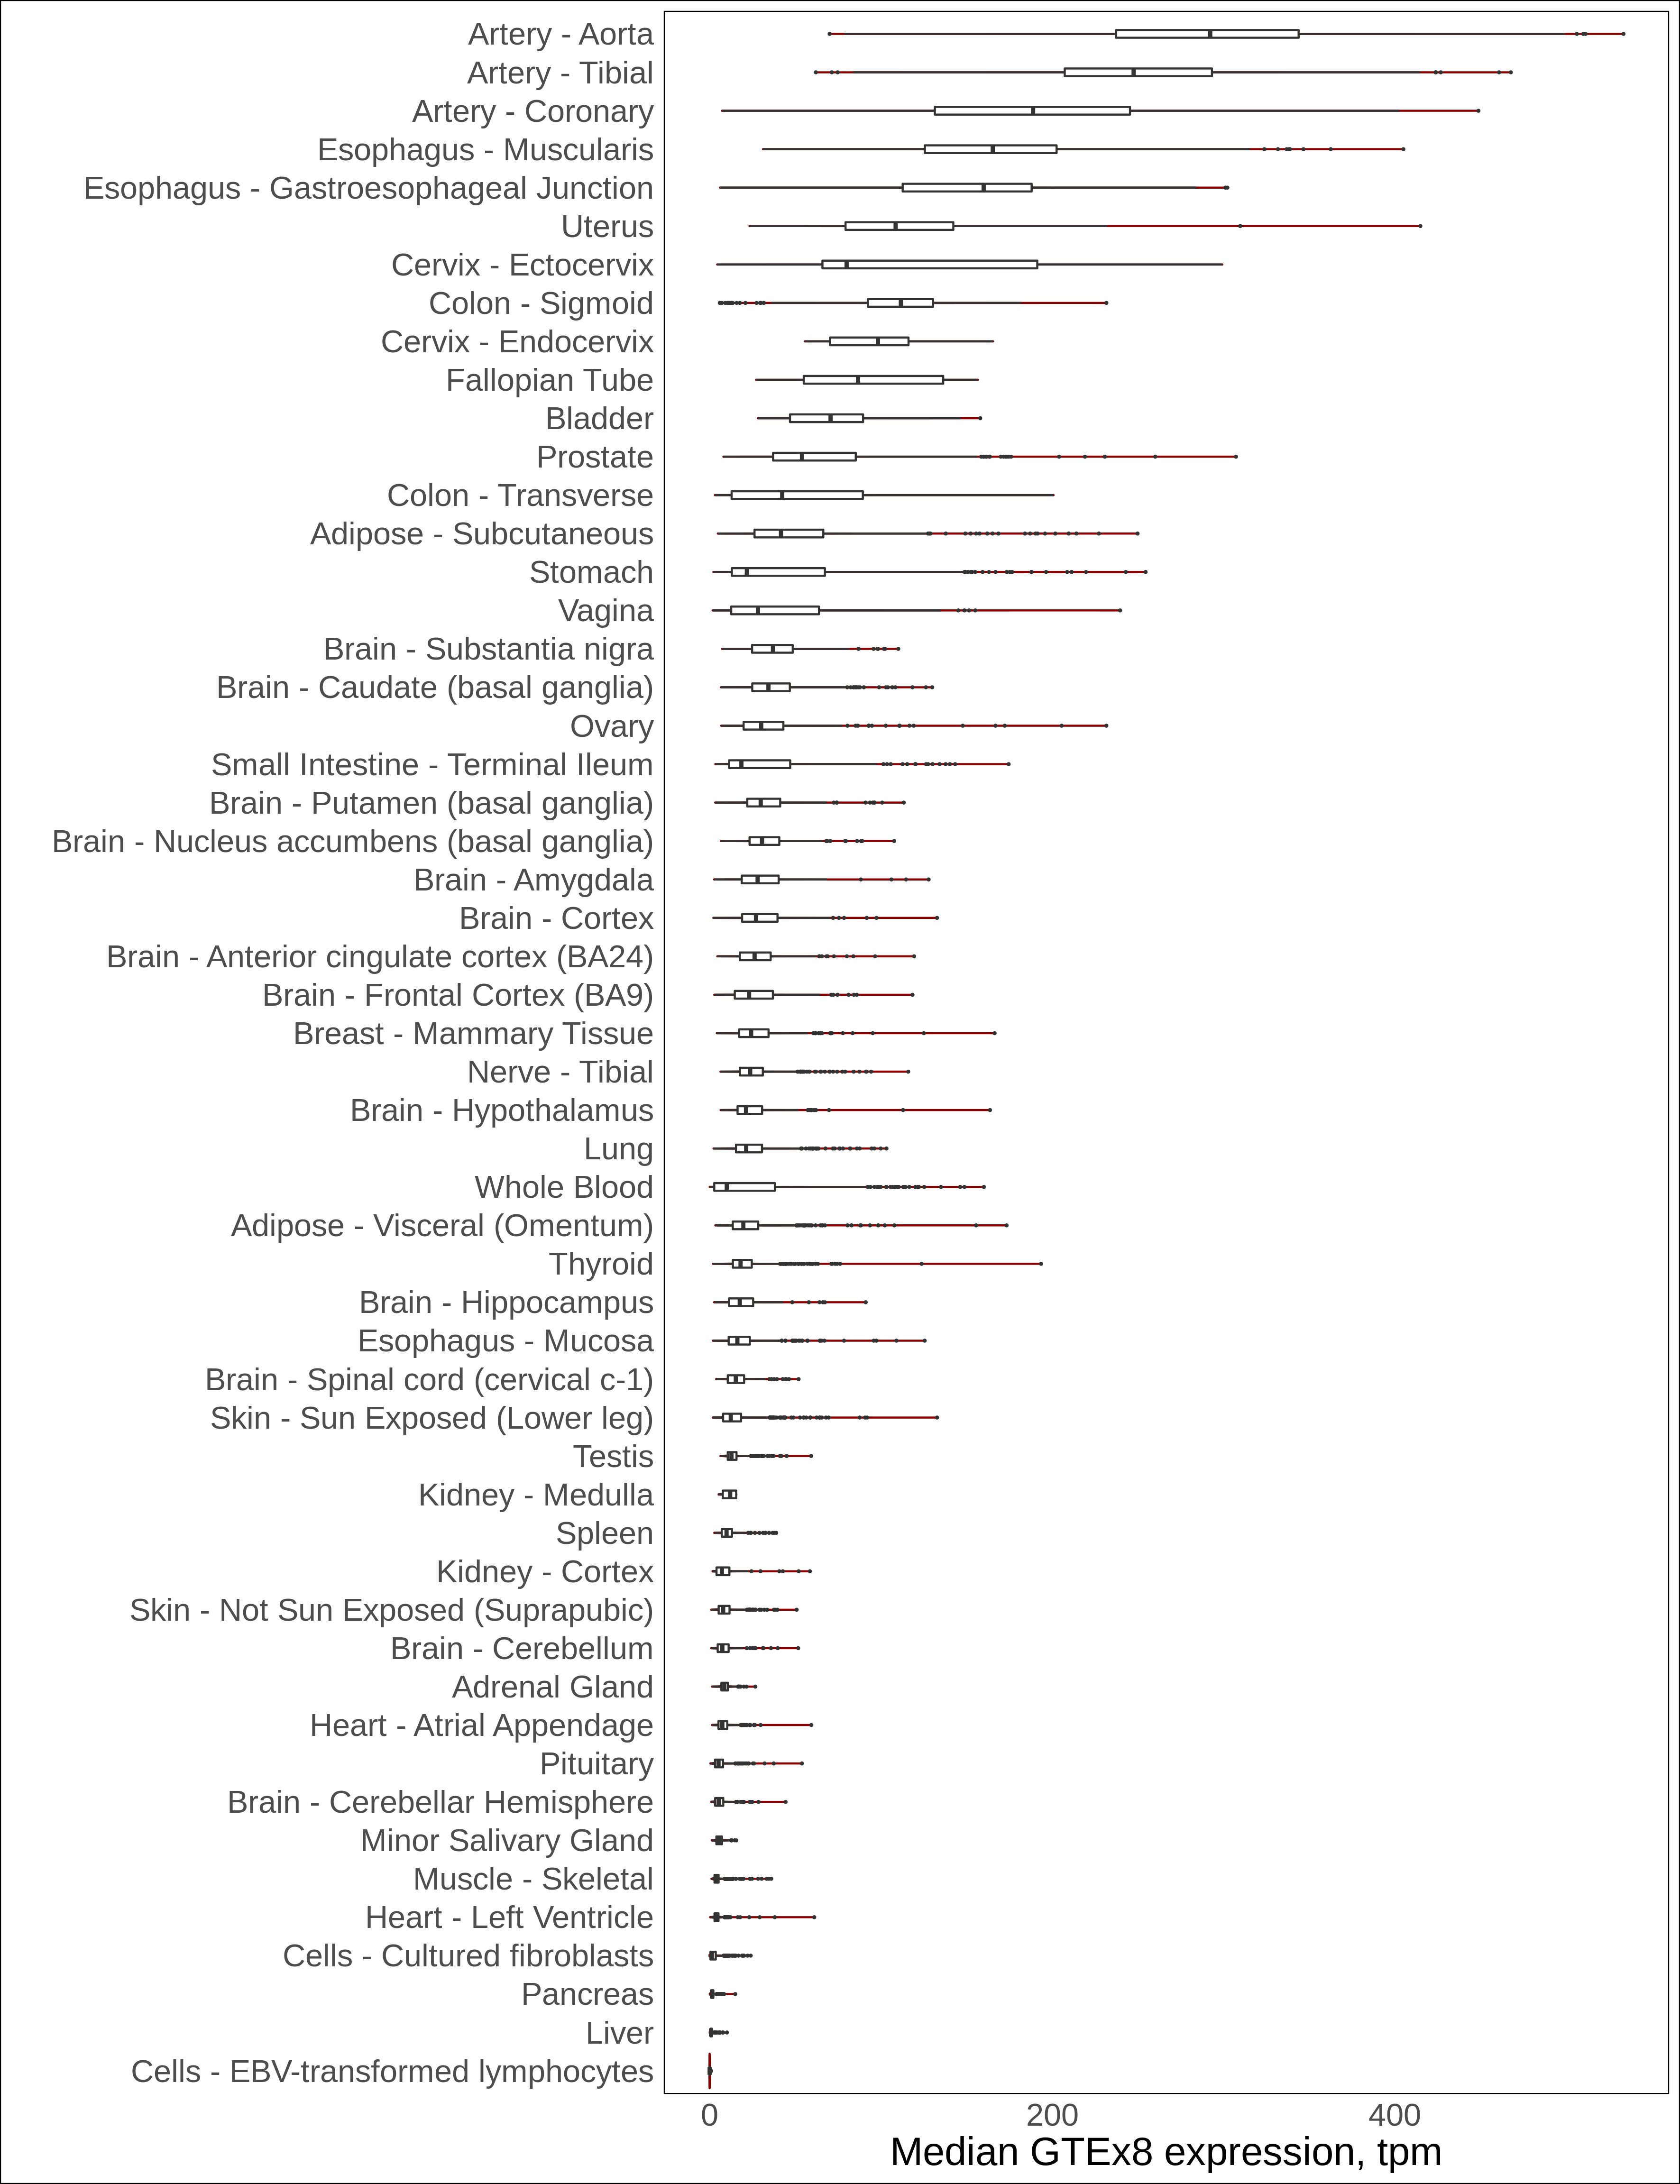 Artery - Aorta
Artery - Tibial
Artery - Coronary
Esophagus - Muscularis
Esophagus - Gastroesophageal Junction
Uterus
Cervix - Ectocervix
Colon - Sigmoid
Cervix - Endocervix
Fallopian Tube
Bladder
Prostate
Colon - Transverse
Adipose - Subcutaneous
Stomach
Vagina
Brain - Substantia nigra
Brain - Caudate (basal ganglia)
Ovary
Small Intestine - Terminal Ileum
Brain - Putamen (basal ganglia)
Brain - Nucleus accumbens (basal ganglia)
Brain - Amygdala
Brain - Cortex
Brain - Anterior cingulate cortex (BA24)
Brain - Frontal Cortex (BA9)
Breast - Mammary Tissue
Nerve - Tibial
Brain - Hypothalamus
Lung
Whole Blood
Adipose - Visceral (Omentum)
Thyroid
Brain - Hippocampus
Esophagus - Mucosa
Brain - Spinal cord (cervical c-1)
Skin - Sun Exposed (Lower leg)
Testis
Kidney - Medulla
Spleen
Kidney - Cortex
Skin - Not Sun Exposed (Suprapubic)
Brain - Cerebellum
Adrenal Gland
Heart - Atrial Appendage
Pituitary
Brain - Cerebellar Hemisphere
Minor Salivary Gland
Muscle - Skeletal
Heart - Left Ventricle
Cells - Cultured fibroblasts
Pancreas
Liver
Cells - EBV-transformed lymphocytes
0 200 400
Median GTEx8 expression, tpm